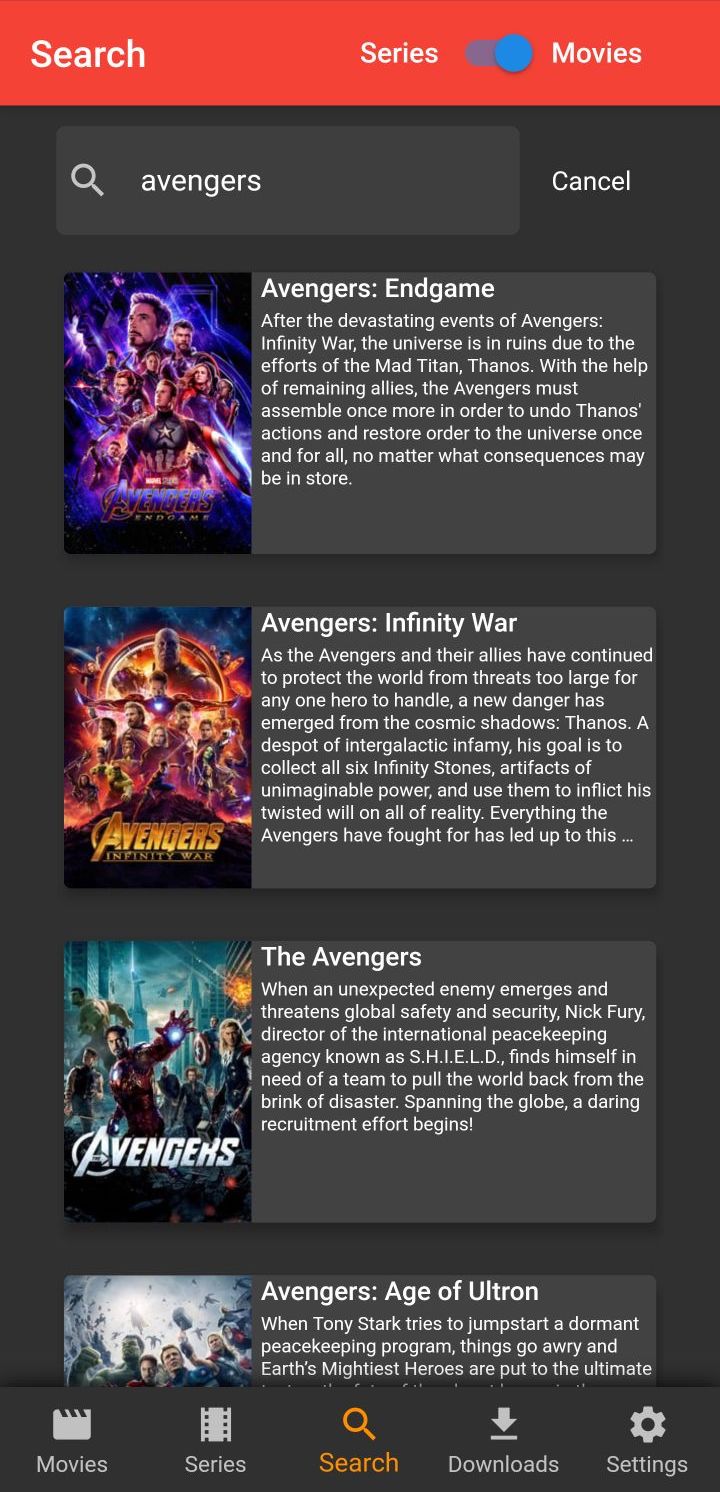 Search
Series
Movies
avengers
Cancel
Avengers: Endgame
After the devastating events of Avengers:
Infinity War, the universe is in ruins due to the
efforts of the Mad Titan, Thanos. With the help
of remaining allies, the Avengers must
assemble once more in order to undo Thanos'
actions and restore order to the universe once
and for all, no matter what consequences may
be in store.
MARVEL STUDIOS
AVENGERS
ENDGAME
Avengers: Infinity War
As the Avengers and their allies have continued
to protect the world from threats too large for
any one hero to handle, a new danger has
emerged from the cosmic shadows: Thanos. A
despot of intergalactic infamy, his goal is to
collect all six Infinity Stones, artifacts of
unimaginable power, and use them to inflict his
twisted will on all of reality. Everything the
Avengers have fought for has led up to this ...
AVENGERS
INFINITY WAR
The Avengers
When an unexpected enemy emerges and
threatens global safety and security, Nick Fury,
director of the international peacekeeping
agency known as S.H.I.E.L.D., finds himself in
need of a team to pull the world back from the
brink of disaster. Spanning the globe, a daring
recruitment effort begins!
AVENGERS
Avengers: Age of Ultron
When Tony Stark tries to jumpstart a dormant
peacekeeping program, things go awry and
Earth’s Mightiest Heroes are put to the ultimate
Movies
Series
Search
Downloads
Settings